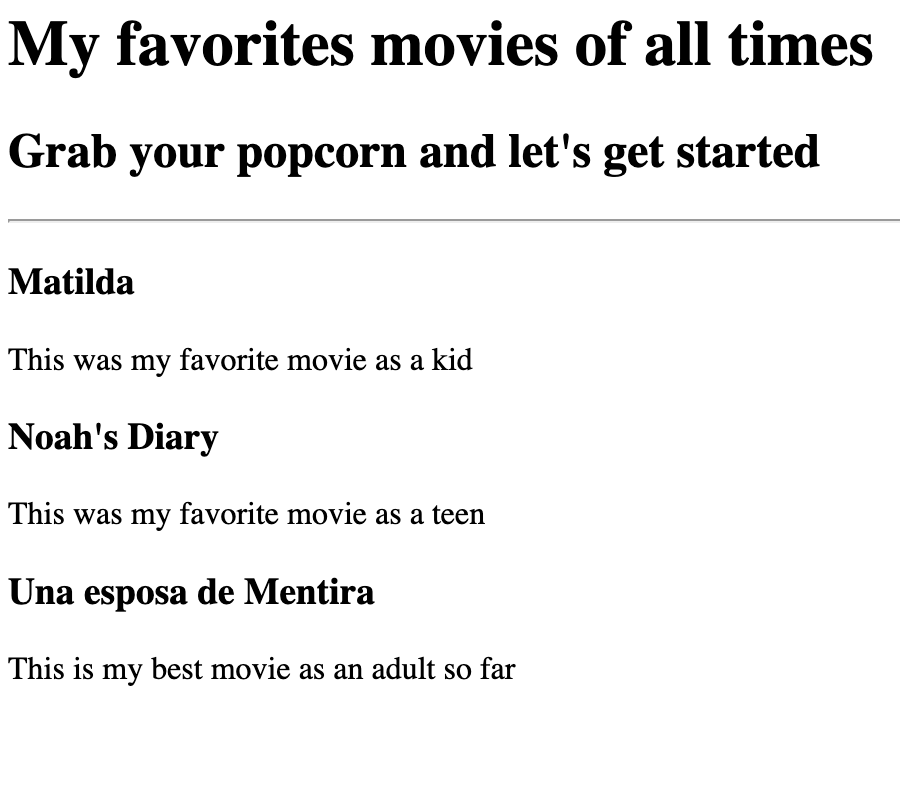 My favorites movies of all times
Grab your popcorn and let's get started
Matilda
This was my favorite movie as a kid
Noah's Diary
This was my favorite movie as a teen
Una esposa de Mentira
This is my best movie as an adult so far